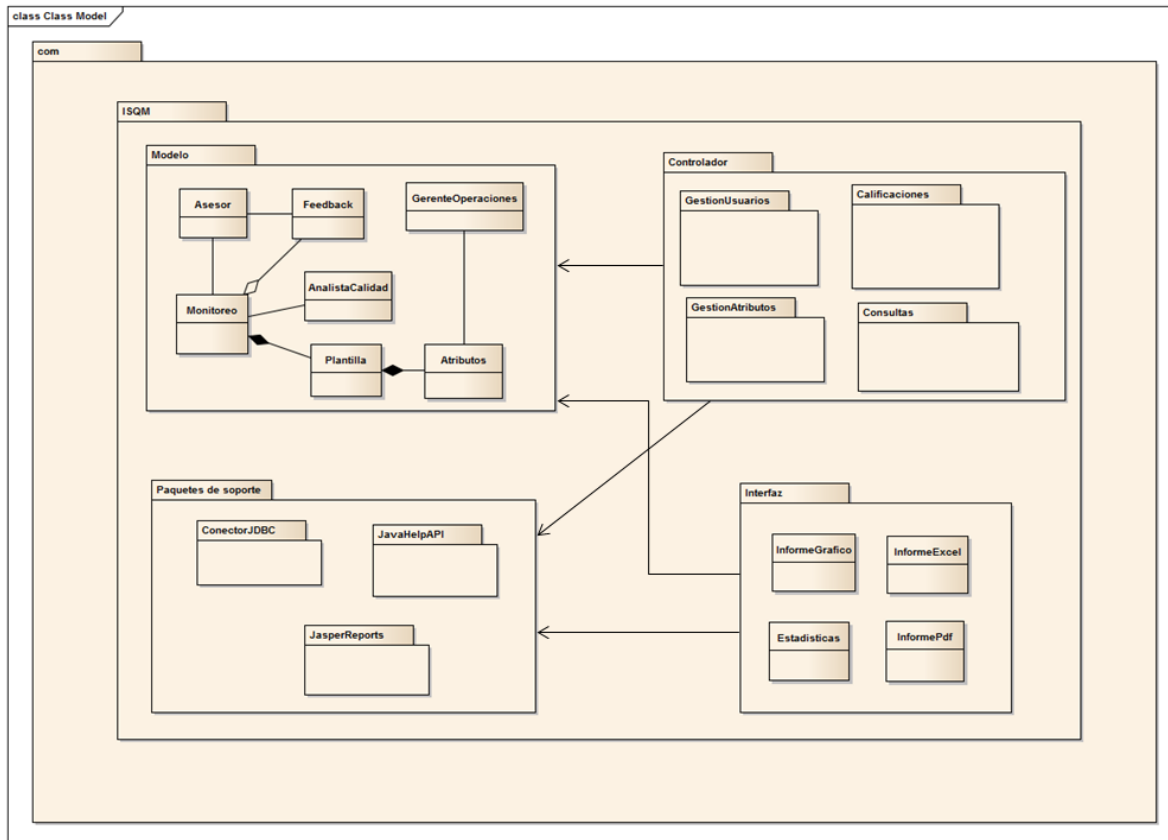 class Class Model
com
ISQM
Modelo
Asesor
Feedback
GerenteOperaciones
AnalistaCalidad
Monitoreo
Plantilla
Atributos
Controlador
GestionUsuarios
Calificaciones
GestionAtributos
Consultas
Paquetes de soporte
ConectorJDBC
JavaHelpAPI
JasperReports
Interfaz
InformeGrafico
InformeExcel
Estadisticas
InformePdf